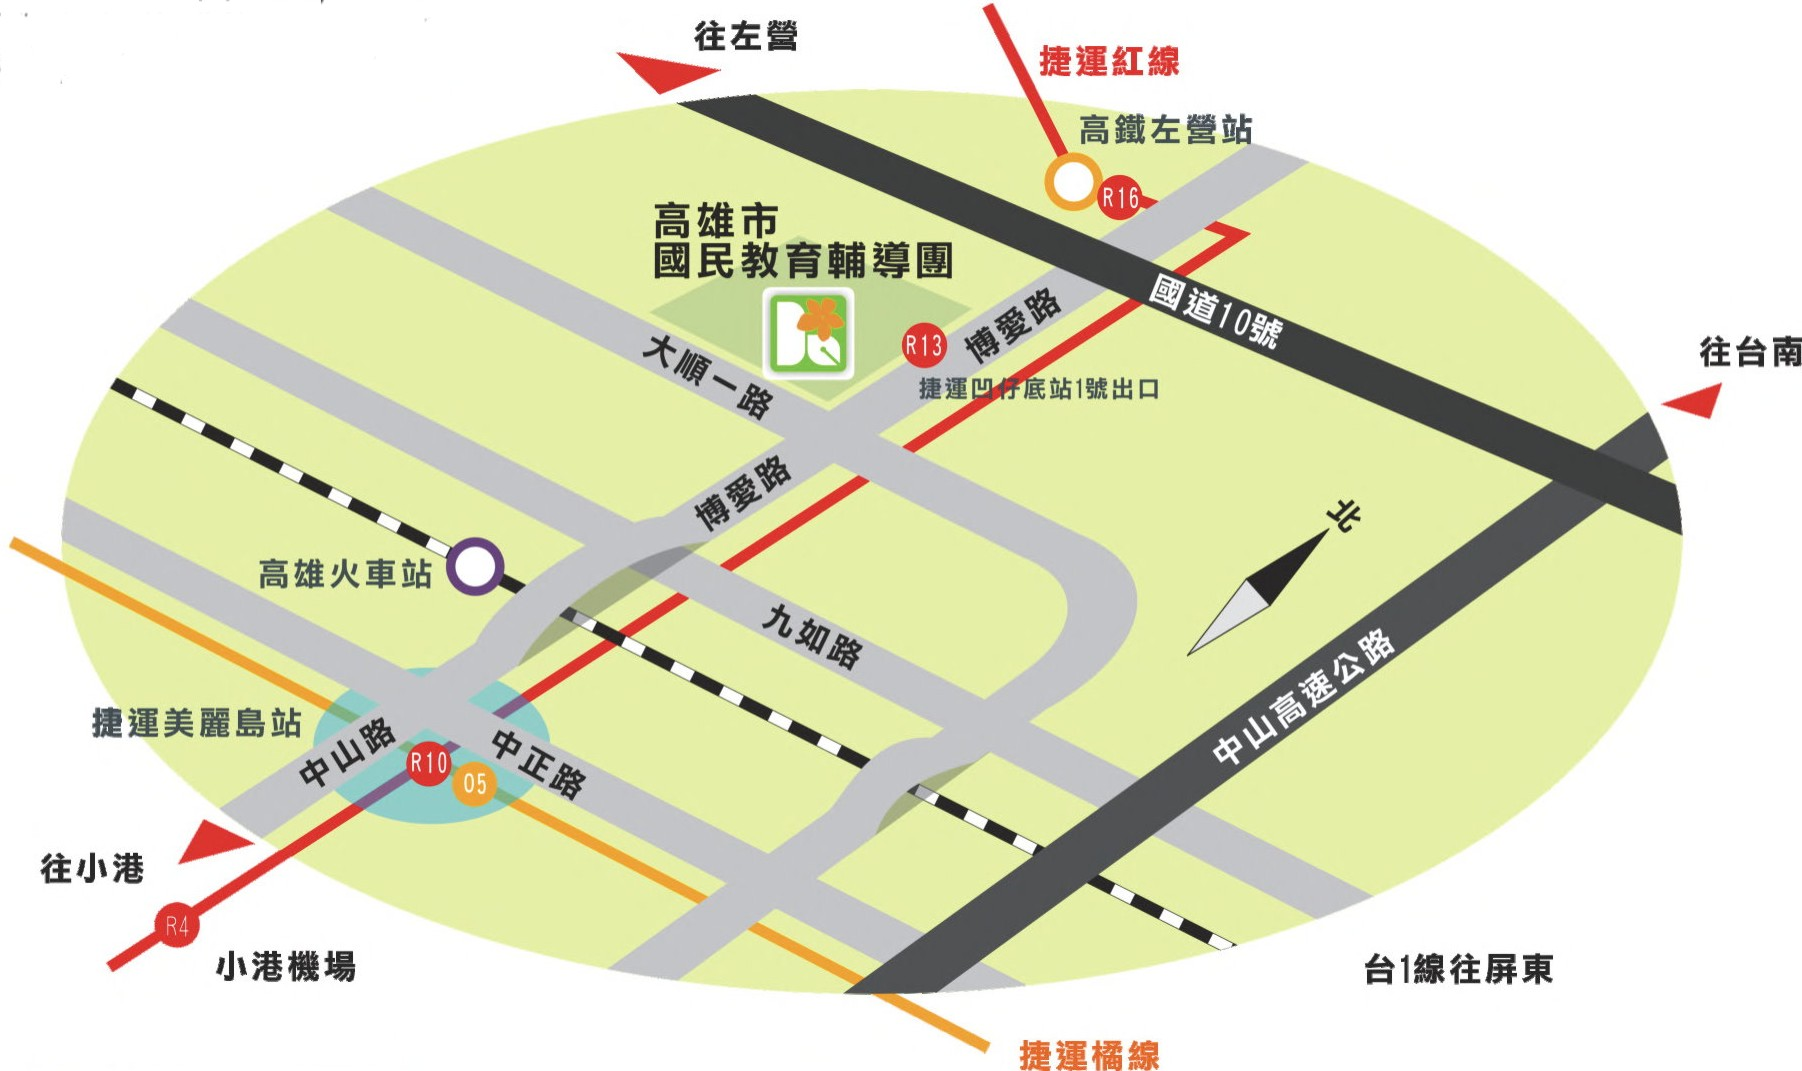 往左營
捷運紅線
高鐵左營站
R16
高雄市
國民教育輔導團
國道10號
博愛路
R13
大順一路
捷運凹仔底站1號出口
往台南
博愛路
北
高雄火車站
九如路
中山高速公路
捷運美麗島站
中山路
中正路
R10
O5
往小港
R4
小港機場
台1線往屏東
捷運橘線